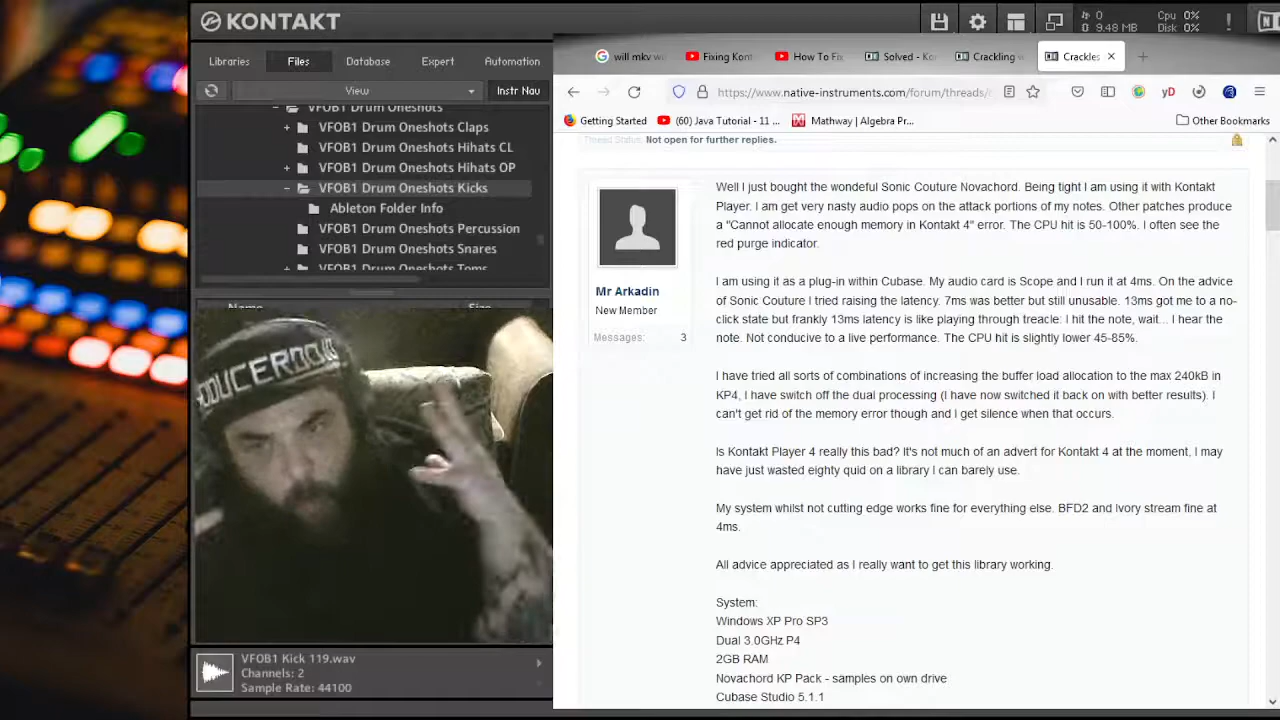 KONTAKT
0
9.48 MB
Cpu 0%
Disk 0%
Libraries
Files
Database
Expert
Automation
View
Instr Nav
VFOB1 Drum Oneshots
VFOB1 Drum Oneshots Claps
VFOB1 Drum Oneshots Hihats CL
VFOB1 Drum Oneshots Hihats OP
VFOB1 Drum Oneshots Kicks
Ableton Folder Info
VFOB1 Drum Oneshots Percussion
VFOB1 Drum Oneshots Snares
VFOB1 Drum Oneshots Toms
Name
Size
ODUCERDOJO
VFOB1 Kick 119.wav
Channels: 2
Sample Rate: 44100
will mkv wa
Fixing Kont
How To Fix
Solved - Ko
Crackling w
Crackles
https://www.native-instruments.com/forum/threads/c
Getting Started
(60) Java Tutorial - 11 ...
Mathway | Algebra Pr...
Other Bookmarks
Thread Status: Not open for further replies.
Mr Arkadin
New Member
Messages: 3
Well I just bought the wondeful Sonic Couture Novachord. Being tight I am using it with Kontakt
Player. I am get very nasty audio pops on the attack portions of my notes. Other patches produce
a "Cannot allocate enough memory in Kontakt 4" error. The CPU hit is 50-100%. I often see the
red purge indicator.
I am using it as a plug-in within Cubase. My audio card is Scope and I run it at 4ms. On the advice
of Sonic Couture I tried raising the latency. 7ms was better but still unusable. 13ms got me to a no-
click state but frankly 13ms latency is like playing through treacle: I hit the note, wait... I hear the
note. Not conducive to a live performance. The CPU hit is slightly lower 45-85%.
I have tried all sorts of combinations of increasing the buffer load allocation to the max 240kB in
KP4, I have switch off the dual processing (I have now switched it back on with better results). I
can't get rid of the memory error though and I get silence when that occurs.
Is Kontakt Player 4 really this bad? It's not much of an advert for Kontakt 4 at the moment, I may
have just wasted eighty quid on a library I can barely use.
My system whilst not cutting edge works fine for everything else. BFD2 and Ivory stream fine at
4ms.
All advice appreciated as I really want to get this library working.
System:
Windows XP Pro SP3
Dual 3.0GHz P4
2GB RAM
Novachord KP Pack - samples on own drive
Cubase Studio 5.1.1